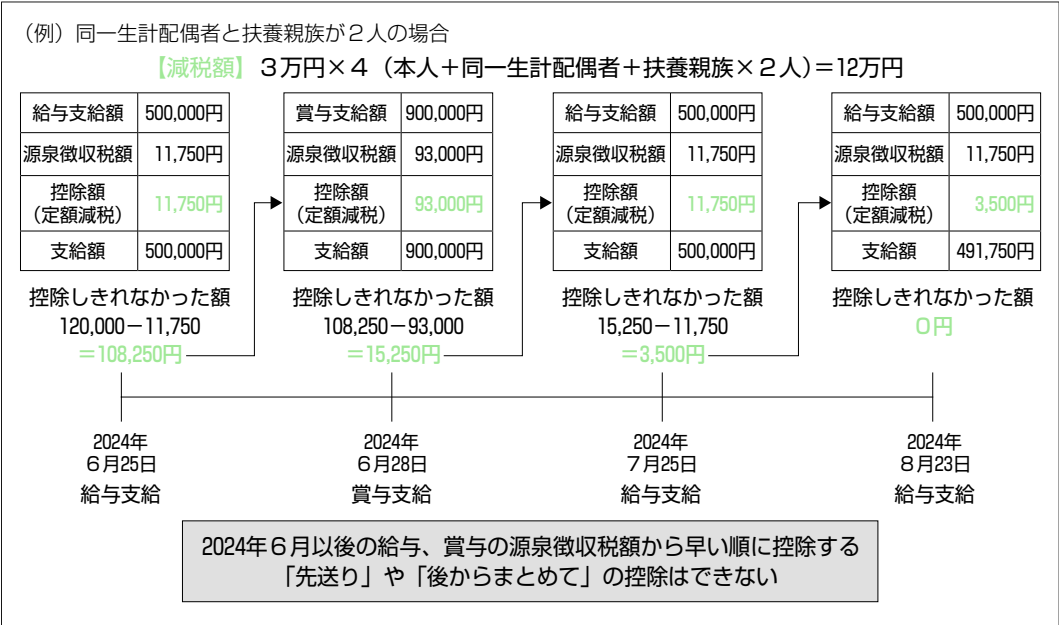 （例）同一生計配偶者と扶養親族が２人の場合
【減税額】３万円×４（本人＋同一生計配偶者＋扶養親族×２人）＝12万円
給与支給額 500,000円
源泉徴収税額 11,750円
控除額
（定額減税） 11,750円
支給額 500,000円
控除しきれなかった額
120,000－11,750
＝108,250円
賞与支給額 900,000円
源泉徴収税額 93,000円
控除額
（定額減税） 93,000円
支給額 900,000円
控除しきれなかった額
108,250－93,000
＝15,250円
給与支給額 500,000円
源泉徴収税額 11,750円
控除額
（定額減税） 11,750円
支給額 500,000円
控除しきれなかった額
15,250－11,750
＝3,500円
給与支給額 500,000円
源泉徴収税額 11,750円
控除額
（定額減税） 3,500円
支給額 491,750円
控除しきれなかった額
０円
2024年
６月25日
給与支給
2024年
６月28日
賞与支給
2024年
７月25日
給与支給
2024年
８月23日
給与支給
2024年６月以後の給与、賞与の源泉徴収税額から早い順に控除する
「先送り」や「後からまとめて」の控除はできない